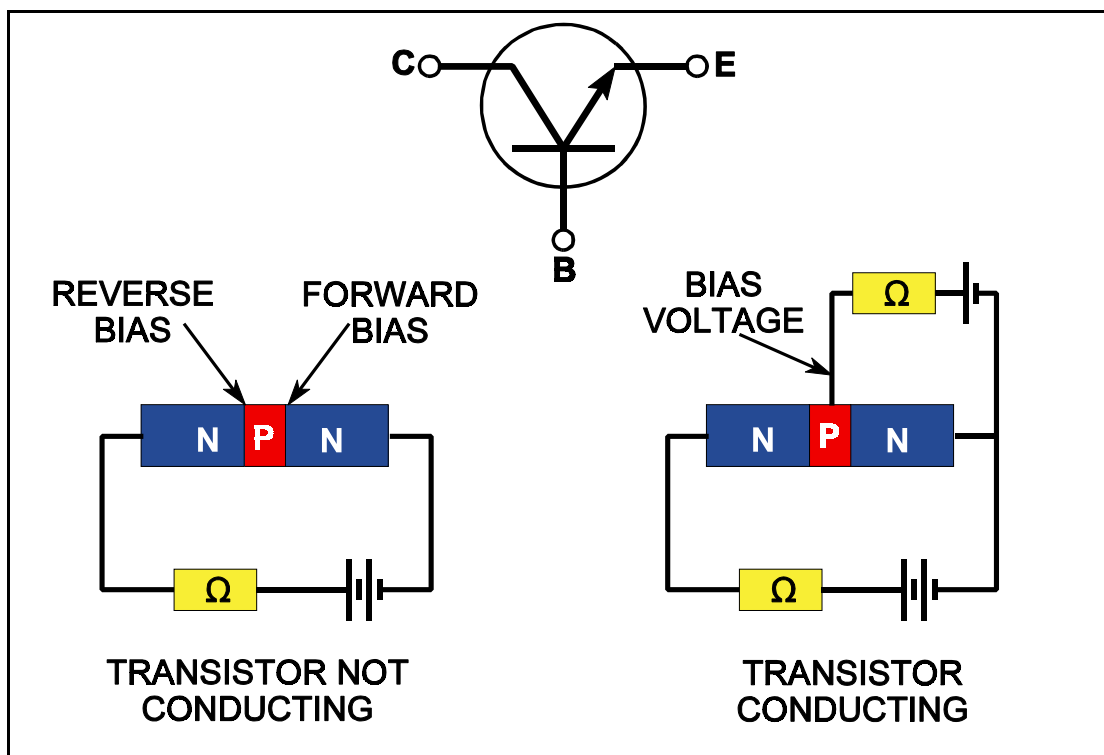 C
E
B
REVERSE
BIAS
FORWARD
BIAS
N
P
N
Ω
TRANSISTOR NOT
CONDUCTING
BIAS
VOLTAGE
Ω
N
P
N
Ω
TRANSISTOR
CONDUCTING